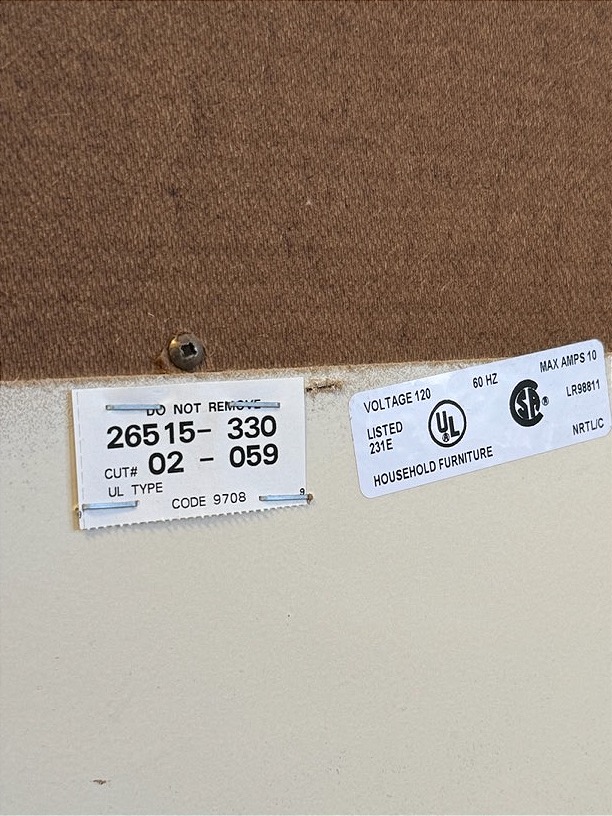 DO NOT REMOVE
26515- 330
CUT# 02 - 059
UL TYPE
CODE 9708
9
VOLTAGE 120 60 HZ MAX AMPS 10
LISTED
231E
UL
SA ®
LR98811
NRTL/C
HOUSEHOLD FURNITURE